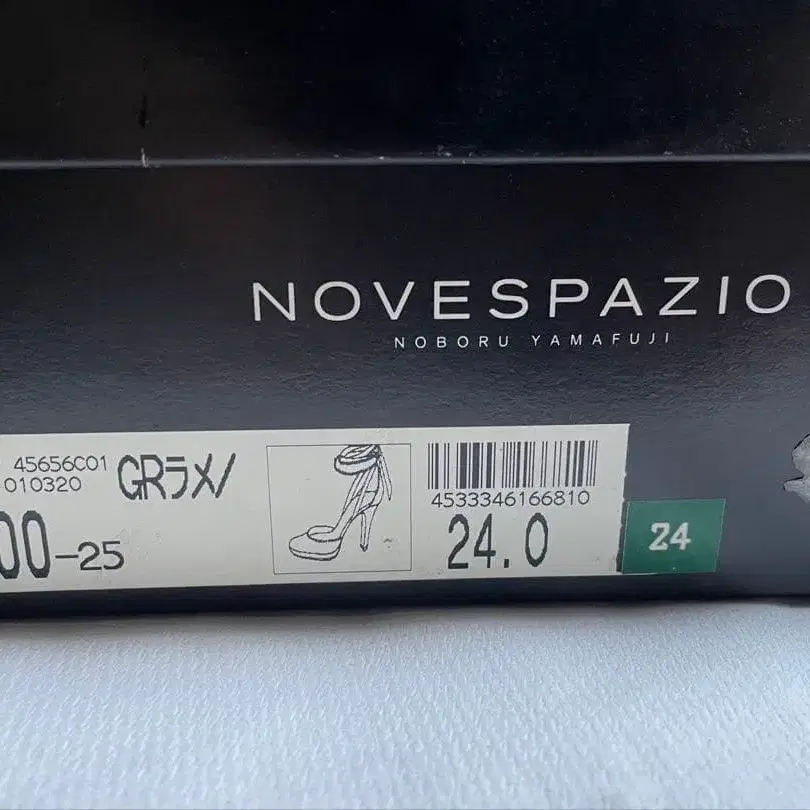 NOVESPAZIO
NOBORU YAMAFUJI
45656C01
010320
GRラメ/
00-25
4533346166810
24.0
24